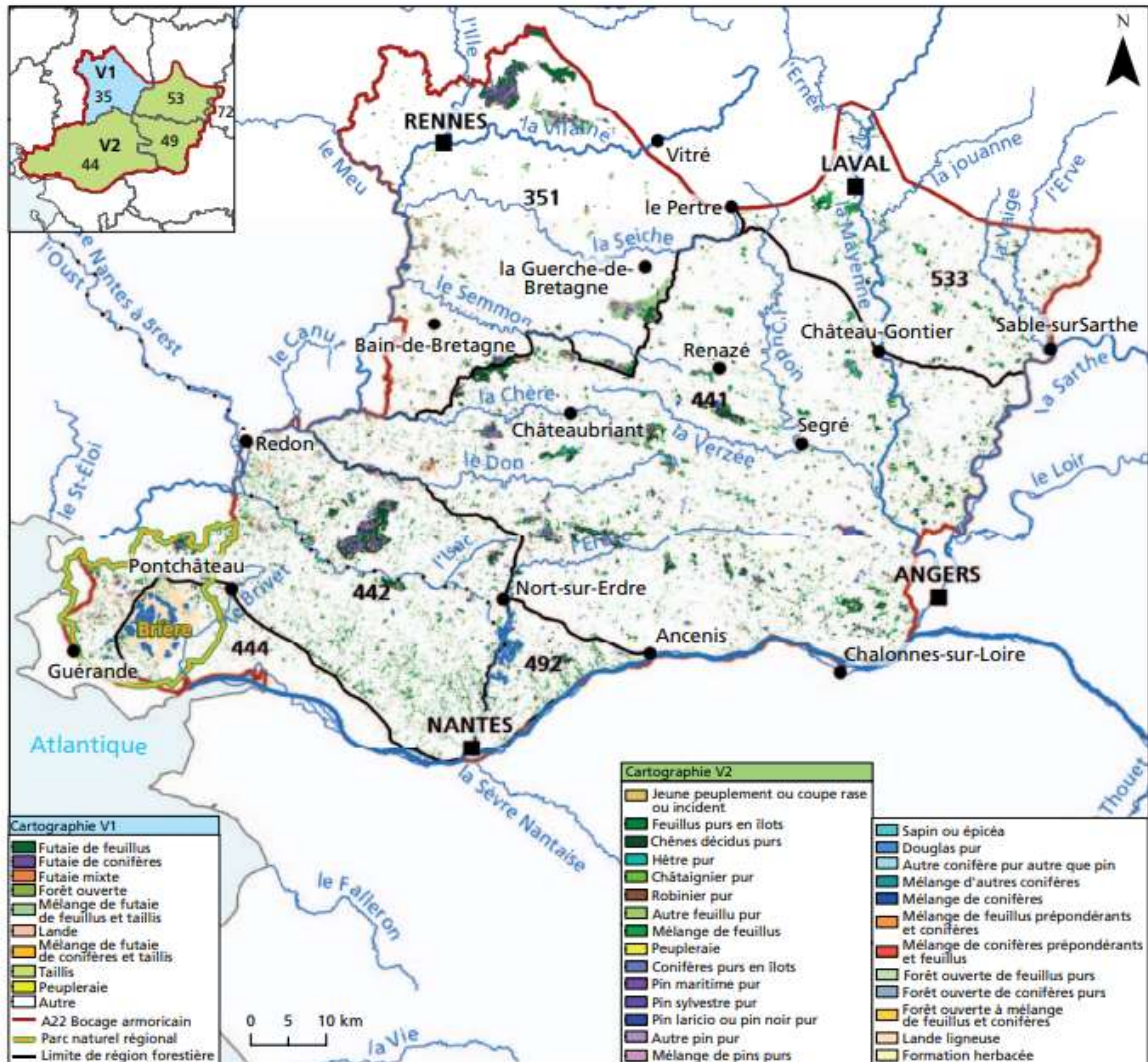 V1
35
53
72
V2
49
44
N
l'Ille
l'Ernée
RENNES
la Vilaine
Vitré
le Meu
LAVAL
la jouanne
l'Erve
la Vaige
351
le Pertre
la Mayenne
la Seiche
533
le Nantes à Brest
l'Oust
la Guerche-de-
Bretagne
le Semmon
l'Oudon
Château-Gontier
Sable-surSarthe
le Canu
Bain-de-Bretagne
Renazé
La Sarthe
la Chère
441
Châteaubriant
Segré
Redon
la Verzée
le Don
le Loir
le St-Éloi
Pontchâteau
l'Isac
442
Nort-sur-Erdre
ANGERS
le Brivet
Brière
Ancenis
444
492
Guérande
Chalonnes-sur-Loire
NANTES
Atlantique
la Sèvre Nantaise
Thouet
le Falleron
la Vie
0 5 10 km
Cartographie V1
Futaie de feuillus
Futaie de conifères
Futaie mixte
Forêt ouverte
Mélange de futaie
de feuillus et taillis
Lande
Mélange de futaie
de conifères et taillis
Taillis
Peupleraie
Autre
A22 Bocage armoricain
Parc naturel régional
Limite de région forestière
Cartographie V2
Jeune peuplement ou coupe rase
ou incident
Feuillus purs en îlots
Chênes décidus purs
Hêtre pur
Châtaignier pur
Robinier pur
Autre feuillu pur
Mélange de feuillus
Peupleraie
Conifères purs en îlots
Pin maritime pur
Pin sylvestre pur
Pin laricio ou pin noir pur
Autre pin pur
Mélange de pins purs
Sapin ou épicéa
Douglas pur
Autre conifère pur autre que pin
Mélange d'autres conifères
Mélange de conifères
Mélange de feuillus prépondérants
et conifères
Mélange de conifères prépondérants
et feuillus
Forêt ouverte de feuillus purs
Forêt ouverte de conifères purs
Forêt ouverte à mélange
de feuillus et conifères
Lande ligneuse
Formation herbacée